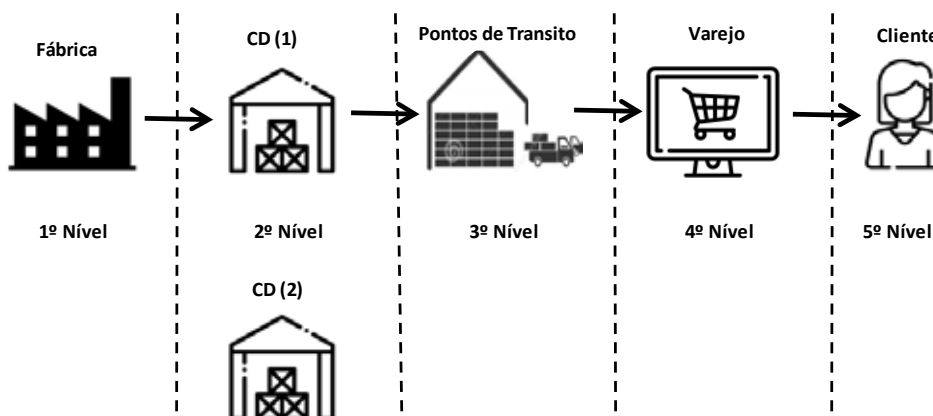 Fábrica
CD (1)
Pontos de Transito
Varejo
Cliente
1º Nível
2º Nível
3º Nível
4º Nível
5º Nível
CD (2)